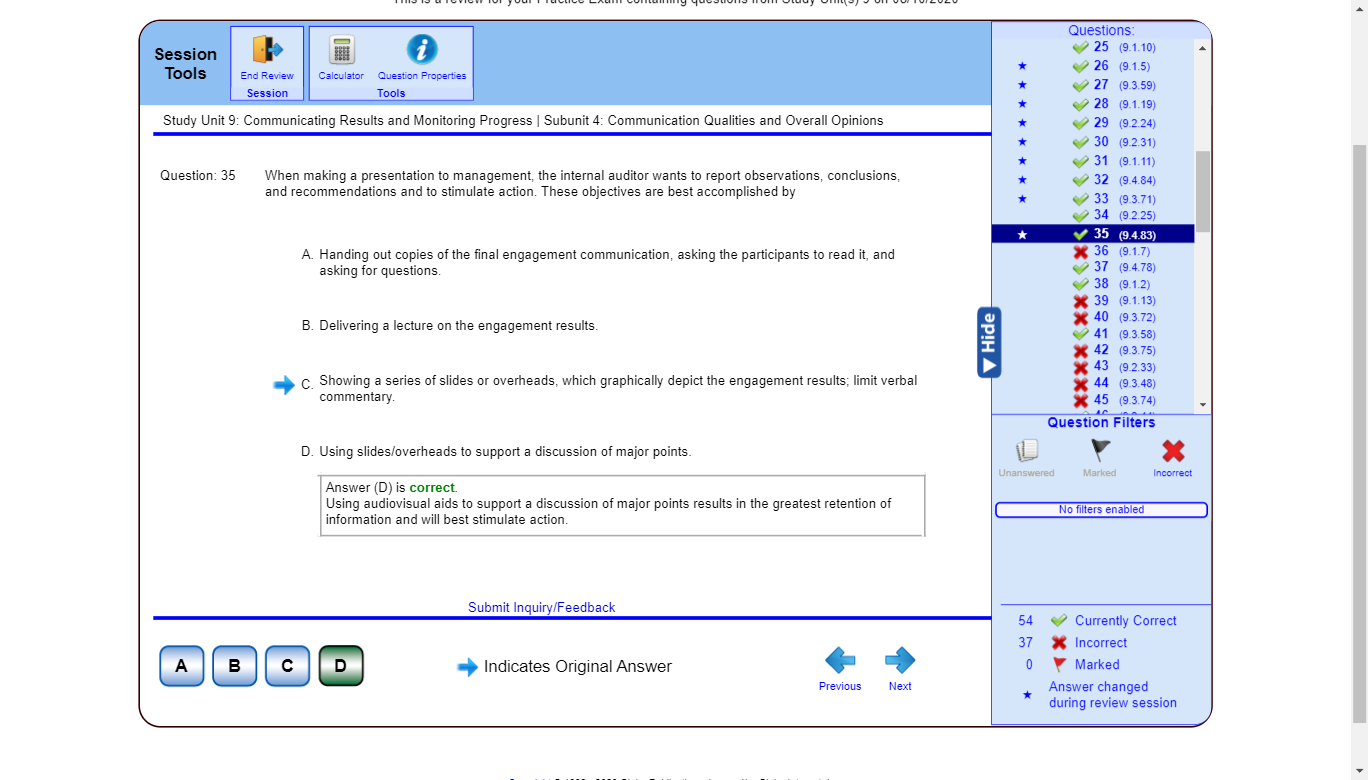 This is a review for your Practice Exam containing questions from Study Unit(s) 9 on 06/10/2020
Session
Tools
End Review
Session
Calculator
Question Properties
Tools
Study Unit 9: Communicating Results and Monitoring Progress | Subunit 4: Communication Qualities and Overall Opinions
Question: 35
When making a presentation to management, the internal auditor wants to report observations, conclusions,
and recommendations and to stimulate action. These objectives are best accomplished by
A. Handing out copies of the final engagement communication, asking the participants to read it, and
asking for questions.
B. Delivering a lecture on the engagement results.
C. Showing a series of slides or overheads, which graphically depict the engagement results; limit verbal
commentary.
D. Using slides/overheads to support a discussion of major points.
Answer (D) is correct.
Using audiovisual aids to support a discussion of major points results in the greatest retention of
information and will best stimulate action.
Submit Inquiry/Feedback
A
B
C
D
Indicates Original Answer
Previous
Next
Questions:
25 (9.1.10)
26 (9.1.5)
27 (9.3.59)
28 (9.1.19)
29 (9.2.24)
30 (9.2.31)
31 (9.1.11)
32 (9.4.84)
33 (9.3.71)
34 (9.2.25)
35 (9.4.83)
36 (9.1.7)
37 (9.4.78)
38 (9.1.2)
39 (9.1.13)
40 (9.3.72)
41 (9.3.58)
42 (9.3.75)
43 (9.2.33)
44 (9.3.48)
45 (9.3.74)
Hide
Question Filters
Unanswered
Marked
Incorrect
No filters enabled
54 Currently Correct
37 Incorrect
0 Marked
Answer changed
during review session